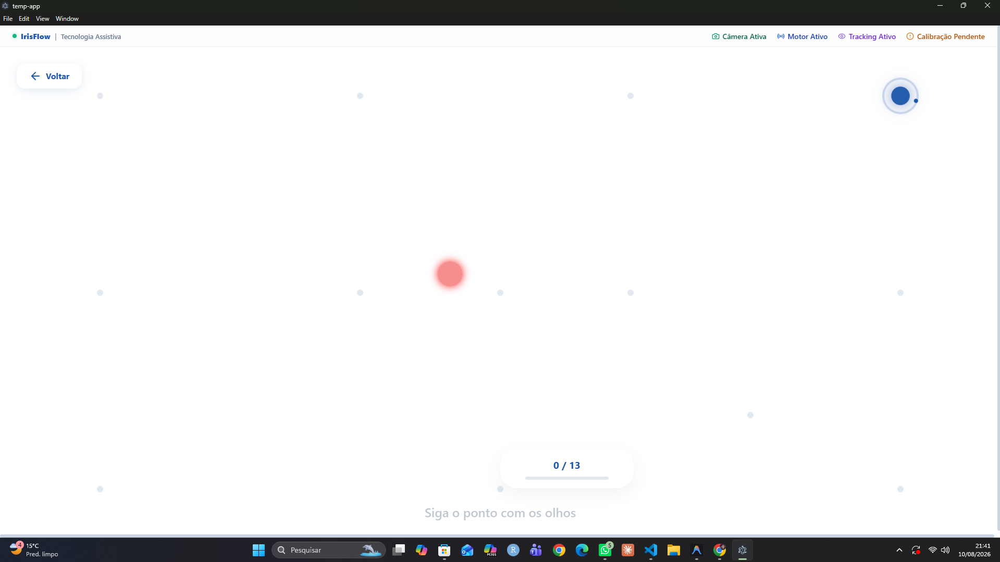 temp-app
File Edit View Window
IrisFlow | Tecnologia Assistiva
Câmera Ativa
Motor Ativo
Tracking Ativo
Calibração Pendente
Voltar
0 / 13
Siga o ponto com os olhos
4
15°C
Pred. limpo
Pesquisar
M365
5
21:41
10/08/2026